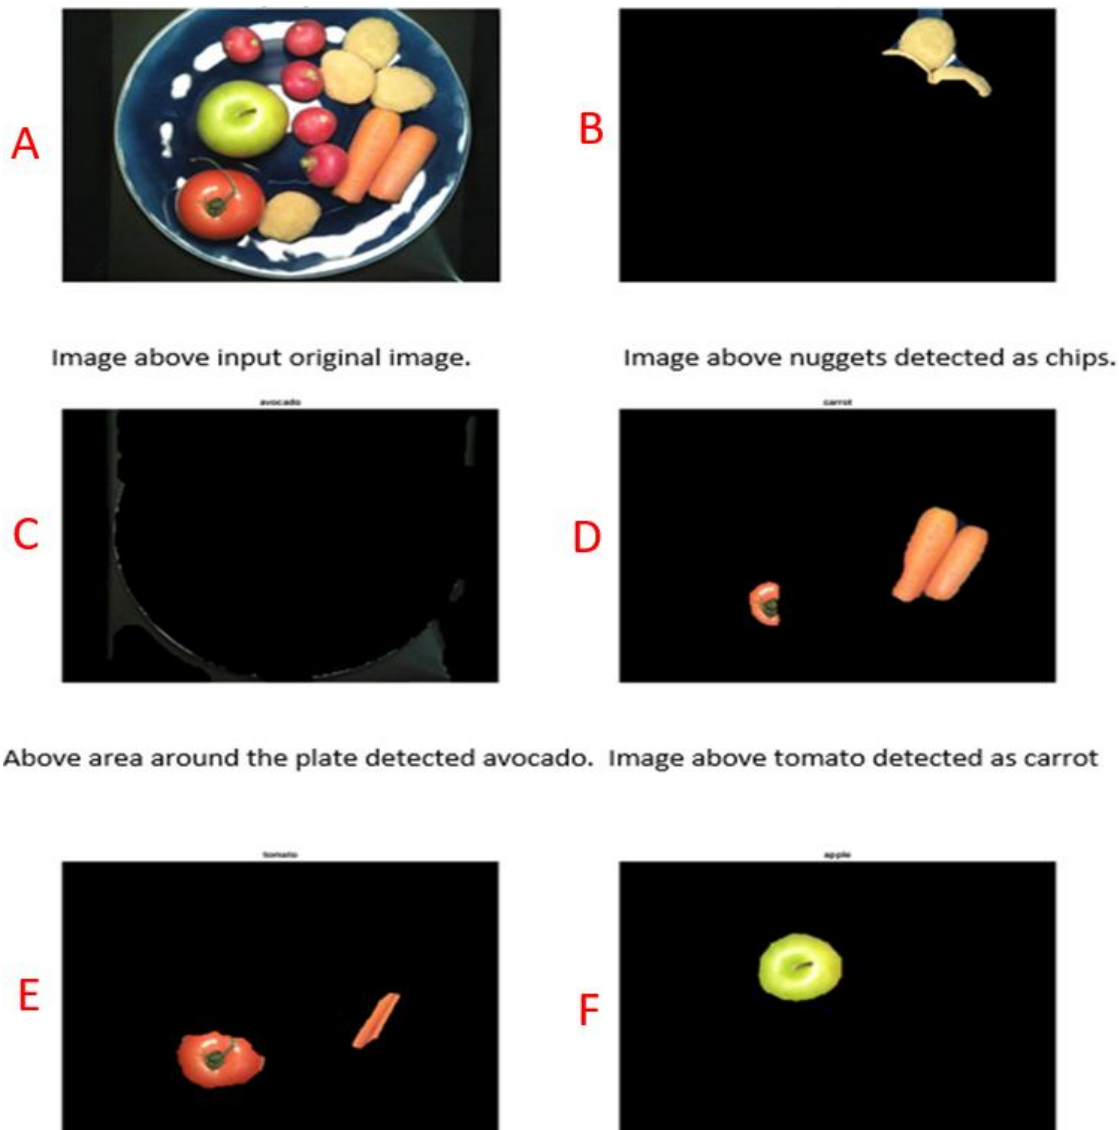 A
B
Image above input original image.
Image above nuggets detected as chips.
avocado
carrot
C
D
Above area around the plate detected avocado.
Image above tomato detected as carrot
tomato
apple
E
F